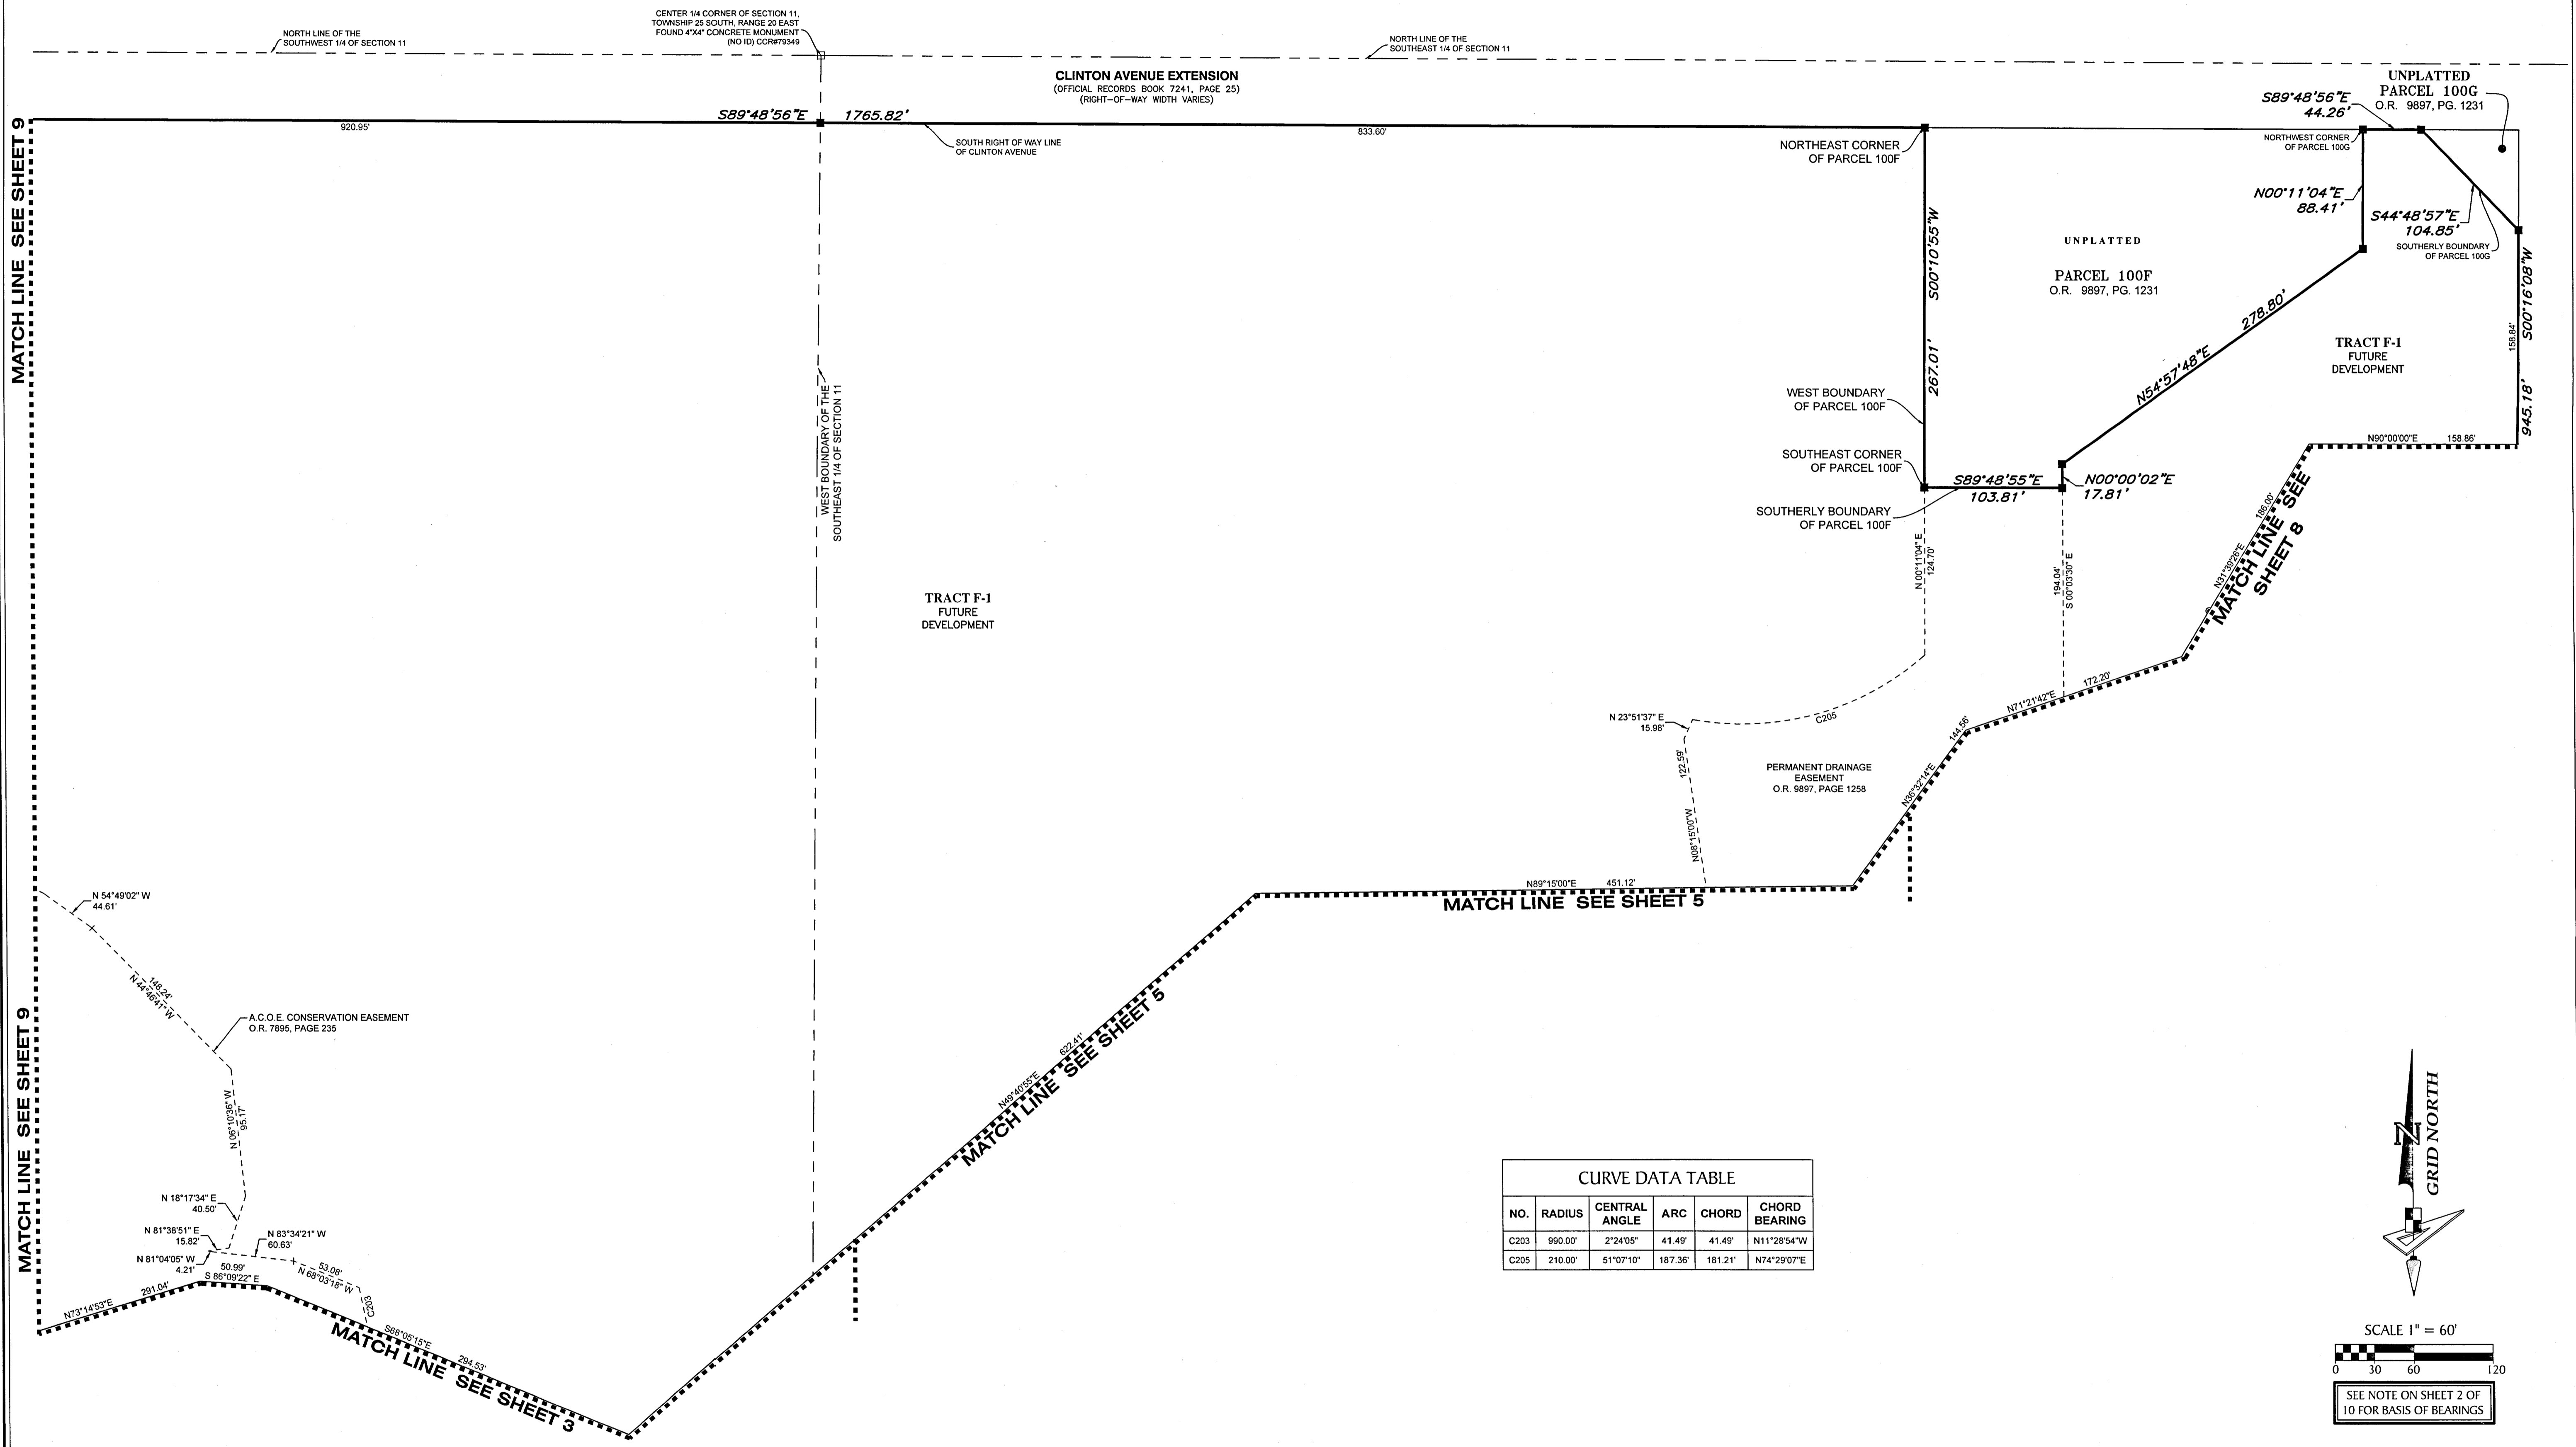 CENTER 1/4 CORNER OF SECTION 11,
TOWNSHIP 25 SOUTH, RANGE 20 EAST
FOUND 4"X4" CONCRETE MONUMENT
(NO ID) CCR#79349
NORTH LINE OF THE
SOUTHWEST 1/4 OF SECTION 11
NORTH LINE OF THE
SOUTHEAST 1/4 OF SECTION 11
CLINTON AVENUE EXTENSION
(OFFICIAL RECORDS BOOK 7241, PAGE 25)
(RIGHT-OF-WAY WIDTH VARIES)
UNPLATTED
PARCEL 100G
O.R. 9897, PG. 1231
S89°48'56"E
44.26'
MATCH LINE SEE SHEET 9
920.95'
S89°48'56"E 1765.82'
833.60'
SOUTH RIGHT OF WAY LINE
OF CLINTON AVENUE
NORTHEAST CORNER
OF PARCEL 100F
NORTHWEST CORNER
OF PARCEL 100G
N00°11'04"E
88.41'
S44°48'57"E
104.85'
SOUTHERLY BOUNDARY
OF PARCEL 100G
S00°10'55"W
267.01'
UNPLATTED
PARCEL 100F
O.R. 9897, PG. 1231
S00°16'08"W
158.84'
945.18'
278.80'
N54°57'48"E
TRACT F-1
FUTURE
DEVELOPMENT
WEST BOUNDARY OF THE
SOUTHEAST 1/4 OF SECTION 11
WEST BOUNDARY
OF PARCEL 100F
SOUTHEAST CORNER
OF PARCEL 100F
S89°48'55"E
103.81'
N00°00'02"E
17.81'
SOUTHERLY BOUNDARY
OF PARCEL 100F
N90°00'00"E 158.86'
186.00'
N31°39'26"E
MATCH LINE SEE
SHEET 8
N 00°11'04" E
124.70'
194.04'
S 00°03'30" E
TRACT F-1
FUTURE
DEVELOPMENT
N71°21'42"E 172.20'
N 23°51'37" E
15.98'
C205
122.59'
N08°15'00"W
144.56'
N36°32'14"E
PERMANENT DRAINAGE
EASEMENT
O.R. 9897, PAGE 1258
N89°15'00"E 451.12'
MATCH LINE SEE SHEET 5
N 54°49'02" W
44.61'
148.24'
N 44°46'41" W
A.C.O.E. CONSERVATION EASEMENT
O.R. 7895, PAGE 235
MATCH LINE SEE SHEET 9
N49°40'55"E 622.41'
MATCH LINE SEE SHEET 5
N 06°10'36" W
95.17'
N 18°17'34" E
40.50'
N 81°38'51" E
15.82'
N 83°34'21" W
60.63'
N 81°04'05" W
4.21'
50.99'
S 86°09'22" E
53.08'
N 68°03'18" W
C203
N73°14'53"E 291.04'
S68°05'15"E 294.53'
MATCH LINE SEE SHEET 3
CURVE DATA TABLE
NO. RADIUS CENTRAL ANGLE ARC CHORD CHORD BEARING
C203 990.00' 2°24'05" 41.49' 41.49' N11°28'54"W
C205 210.00' 51°07'10" 187.36' 181.21' N74°29'07"E
N
GRID NORTH
SCALE 1" = 60'
0 30 60 120
SEE NOTE ON SHEET 2 OF
10 FOR BASIS OF BEARINGS